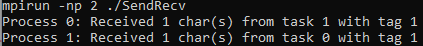 mpirun -np 2 ./SendRecv
Process 0: Received 1 char(s) from task 1 with tag 1
Process 1: Received 1 char(s) from task 0 with tag 1